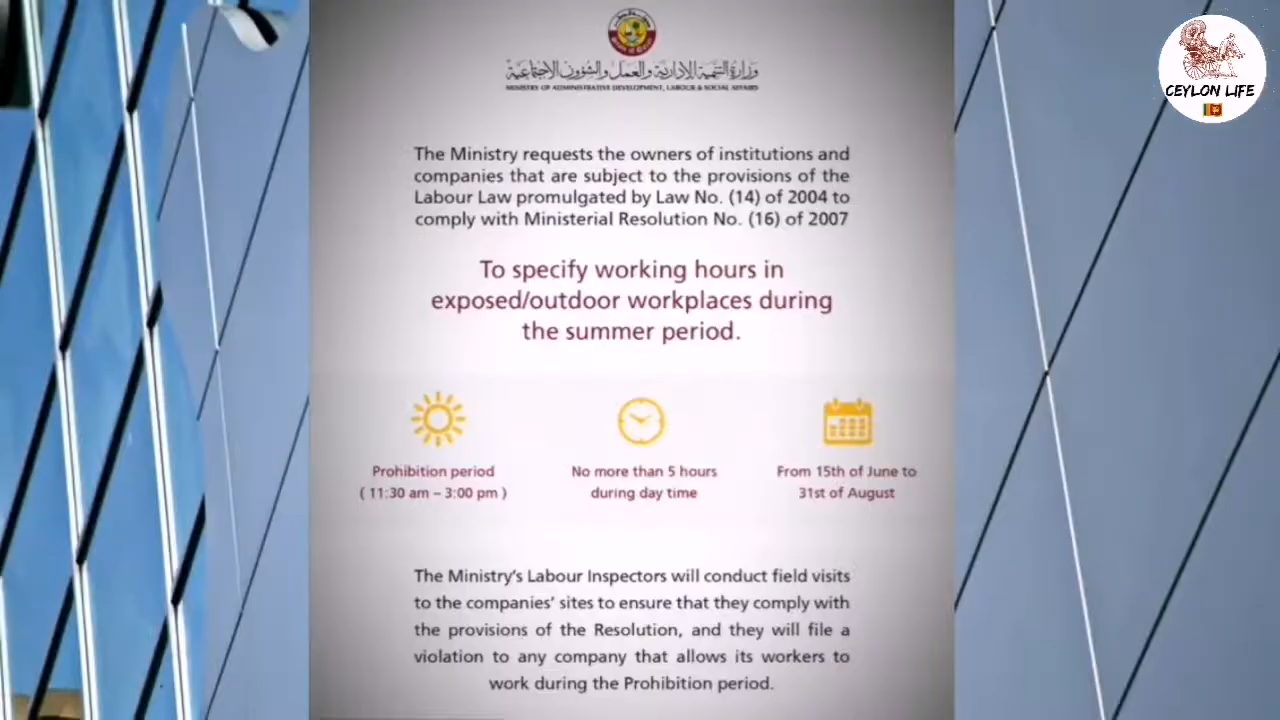 وزارة التنمية الإدارية والعمل والشؤون الاجتماعية
MINISTRY OF ADMINISTRATIVE DEVELOPMENT, LABOUR & SOCIAL AFFAIRS
CEYLON LIFE
The Ministry requests the owners of institutions and
companies that are subject to the provisions of the
Labour Law promulgated by Law No. (14) of 2004 to
comply with Ministerial Resolution No. (16) of 2007
To specify working hours in
exposed/outdoor workplaces during
the summer period.
Prohibition period
( 11:30 am – 3:00 pm )
No more than 5 hours
during day time
From 15th of June to
31st of August
The Ministry’s Labour Inspectors will conduct field visits
to the companies’ sites to ensure that they comply with
the provisions of the Resolution, and they will file a
violation to any company that allows its workers to
work during the Prohibition period.